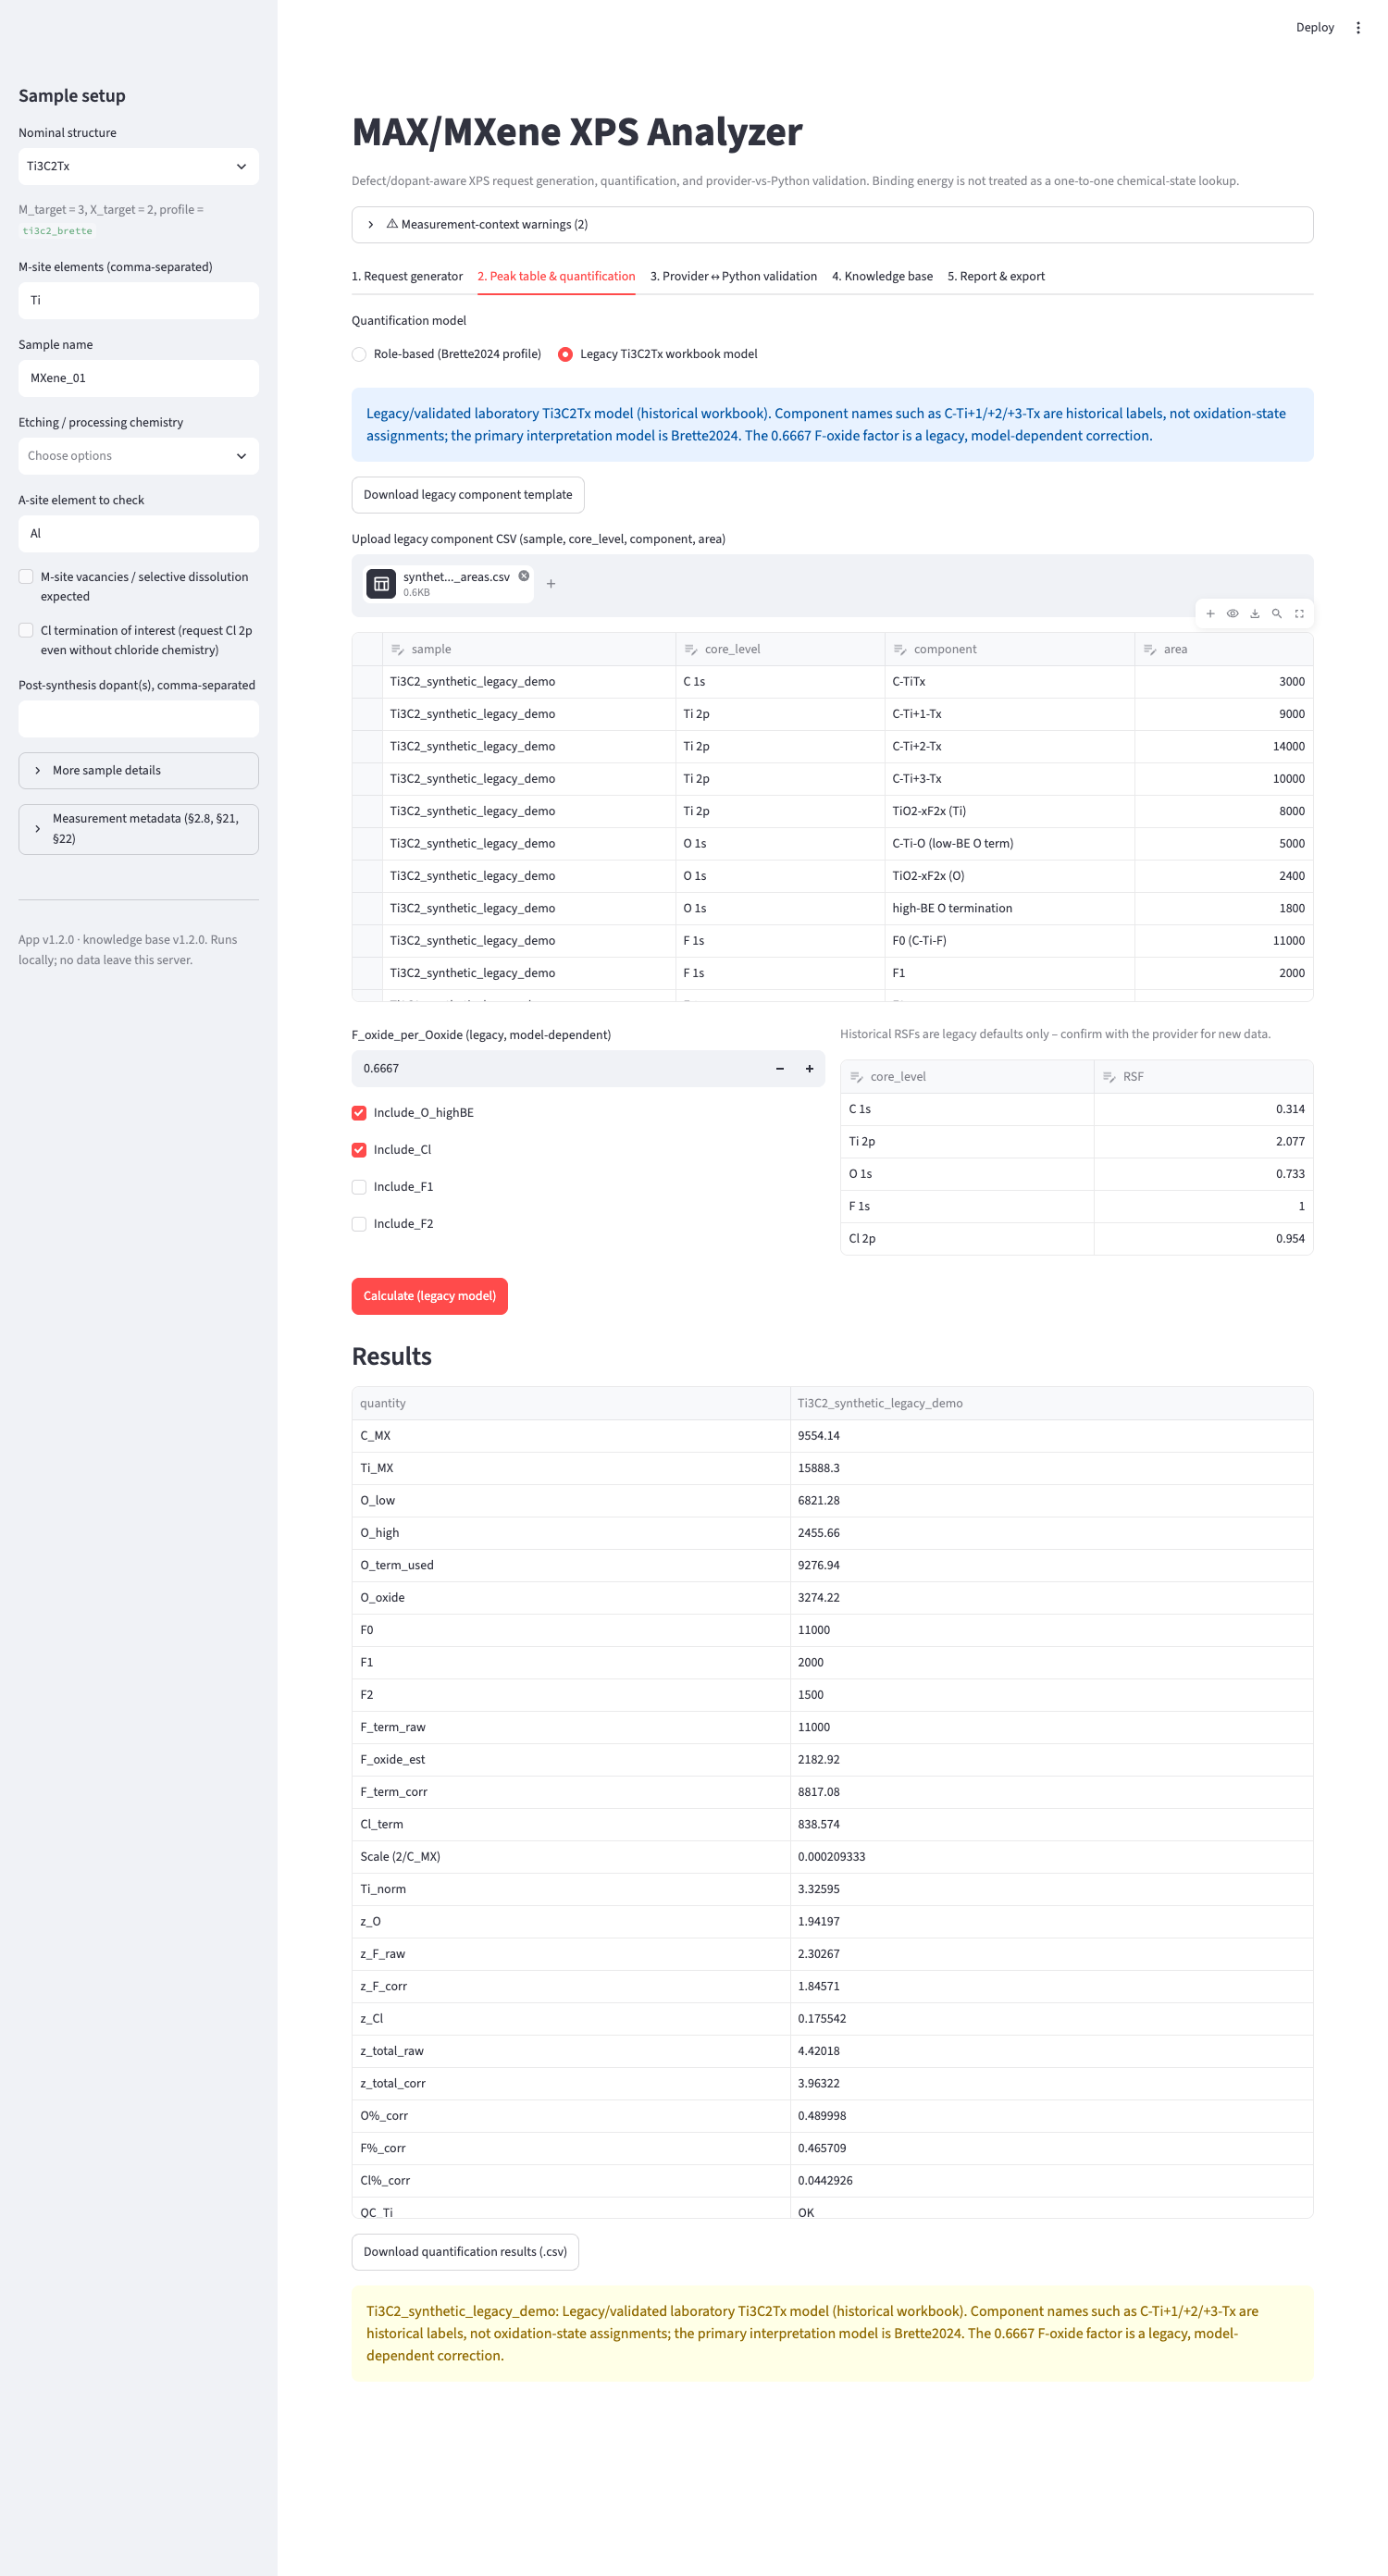 Deploy
Sample setup
Nominal structure
Ti3C2Tx
M_target = 3, X_target = 2, profile =
ti3c2_brette
M-site elements (comma-separated)
Ti
Sample name
MXene_01
Etching / processing chemistry
Choose options
A-site element to check
Al
M-site vacancies / selective dissolution
expected
Cl termination of interest (request Cl 2p
even without chloride chemistry)
Post-synthesis dopant(s), comma-separated
More sample details
Measurement metadata (§2.8, §21,
§22)
App v1.2.0 · knowledge base v1.2.0. Runs
locally; no data leave this server.
MAX/MXene XPS Analyzer
Defect/dopant-aware XPS request generation, quantification, and provider-vs-Python validation. Binding energy is not treated as a one-to-one chemical-state lookup.
⚠ Measurement-context warnings (2)
1. Request generator 2. Peak table & quantification 3. Provider ↔ Python validation 4. Knowledge base 5. Report & export
Quantification model
Role-based (Brette2024 profile) Legacy Ti3C2Tx workbook model
Legacy/validated laboratory Ti3C2Tx model (historical workbook). Component names such as C-Ti+1/+2/+3-Tx are historical labels, not oxidation-state
assignments; the primary interpretation model is Brette2024. The 0.6667 F-oxide factor is a legacy, model-dependent correction.
Download legacy component template
Upload legacy component CSV (sample, core_level, component, area)
synthet..._areas.csv
0.6KB
sample core_level component area
Ti3C2_synthetic_legacy_demo C 1s C-TiTx 3000
Ti3C2_synthetic_legacy_demo Ti 2p C-Ti+1-Tx 9000
Ti3C2_synthetic_legacy_demo Ti 2p C-Ti+2-Tx 14000
Ti3C2_synthetic_legacy_demo Ti 2p C-Ti+3-Tx 10000
Ti3C2_synthetic_legacy_demo Ti 2p TiO2-xF2x (Ti) 8000
Ti3C2_synthetic_legacy_demo O 1s C-Ti-O (low-BE O term) 5000
Ti3C2_synthetic_legacy_demo O 1s TiO2-xF2x (O) 2400
Ti3C2_synthetic_legacy_demo O 1s high-BE O termination 1800
Ti3C2_synthetic_legacy_demo F 1s F0 (C-Ti-F) 11000
Ti3C2_synthetic_legacy_demo F 1s F1 2000
F_oxide_per_Ooxide (legacy, model-dependent)
0.6667
Include_O_highBE
Include_Cl
Include_F1
Include_F2
Historical RSFs are legacy defaults only – confirm with the provider for new data.
core_level RSF
C 1s 0.314
Ti 2p 2.077
O 1s 0.733
F 1s 1
Cl 2p 0.954
Calculate (legacy model)
Results
quantity Ti3C2_synthetic_legacy_demo
C_MX 9554.14
Ti_MX 15888.3
O_low 6821.28
O_high 2455.66
O_term_used 9276.94
O_oxide 3274.22
F0 11000
F1 2000
F2 1500
F_term_raw 11000
F_oxide_est 2182.92
F_term_corr 8817.08
Cl_term 838.574
Scale (2/C_MX) 0.000209333
Ti_norm 3.32595
z_O 1.94197
z_F_raw 2.30267
z_F_corr 1.84571
z_Cl 0.175542
z_total_raw 4.42018
z_total_corr 3.96322
O%_corr 0.489998
F%_corr 0.465709
Cl%_corr 0.0442926
QC_Ti OK
Download quantification results (.csv)
Ti3C2_synthetic_legacy_demo: Legacy/validated laboratory Ti3C2Tx model (historical workbook). Component names such as C-Ti+1/+2/+3-Tx are
historical labels, not oxidation-state assignments; the primary interpretation model is Brette2024. The 0.6667 F-oxide factor is a legacy, model-
dependent correction.